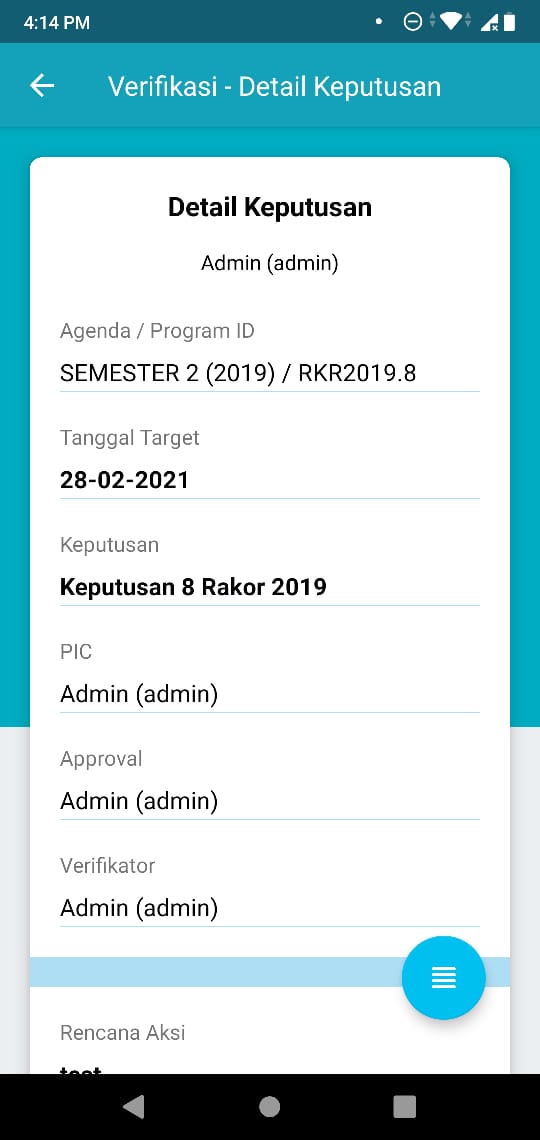 4:14 PM
Verifikasi - Detail Keputusan
Detail Keputusan
Admin (admin)
Agenda / Program ID
SEMESTER 2 (2019) / RKR2019.8
Tanggal Target
28-02-2021
Keputusan
Keputusan 8 Rakor 2019
PIC
Admin (admin)
Approval
Admin (admin)
Verifikator
Admin (admin)
Rencana Aksi